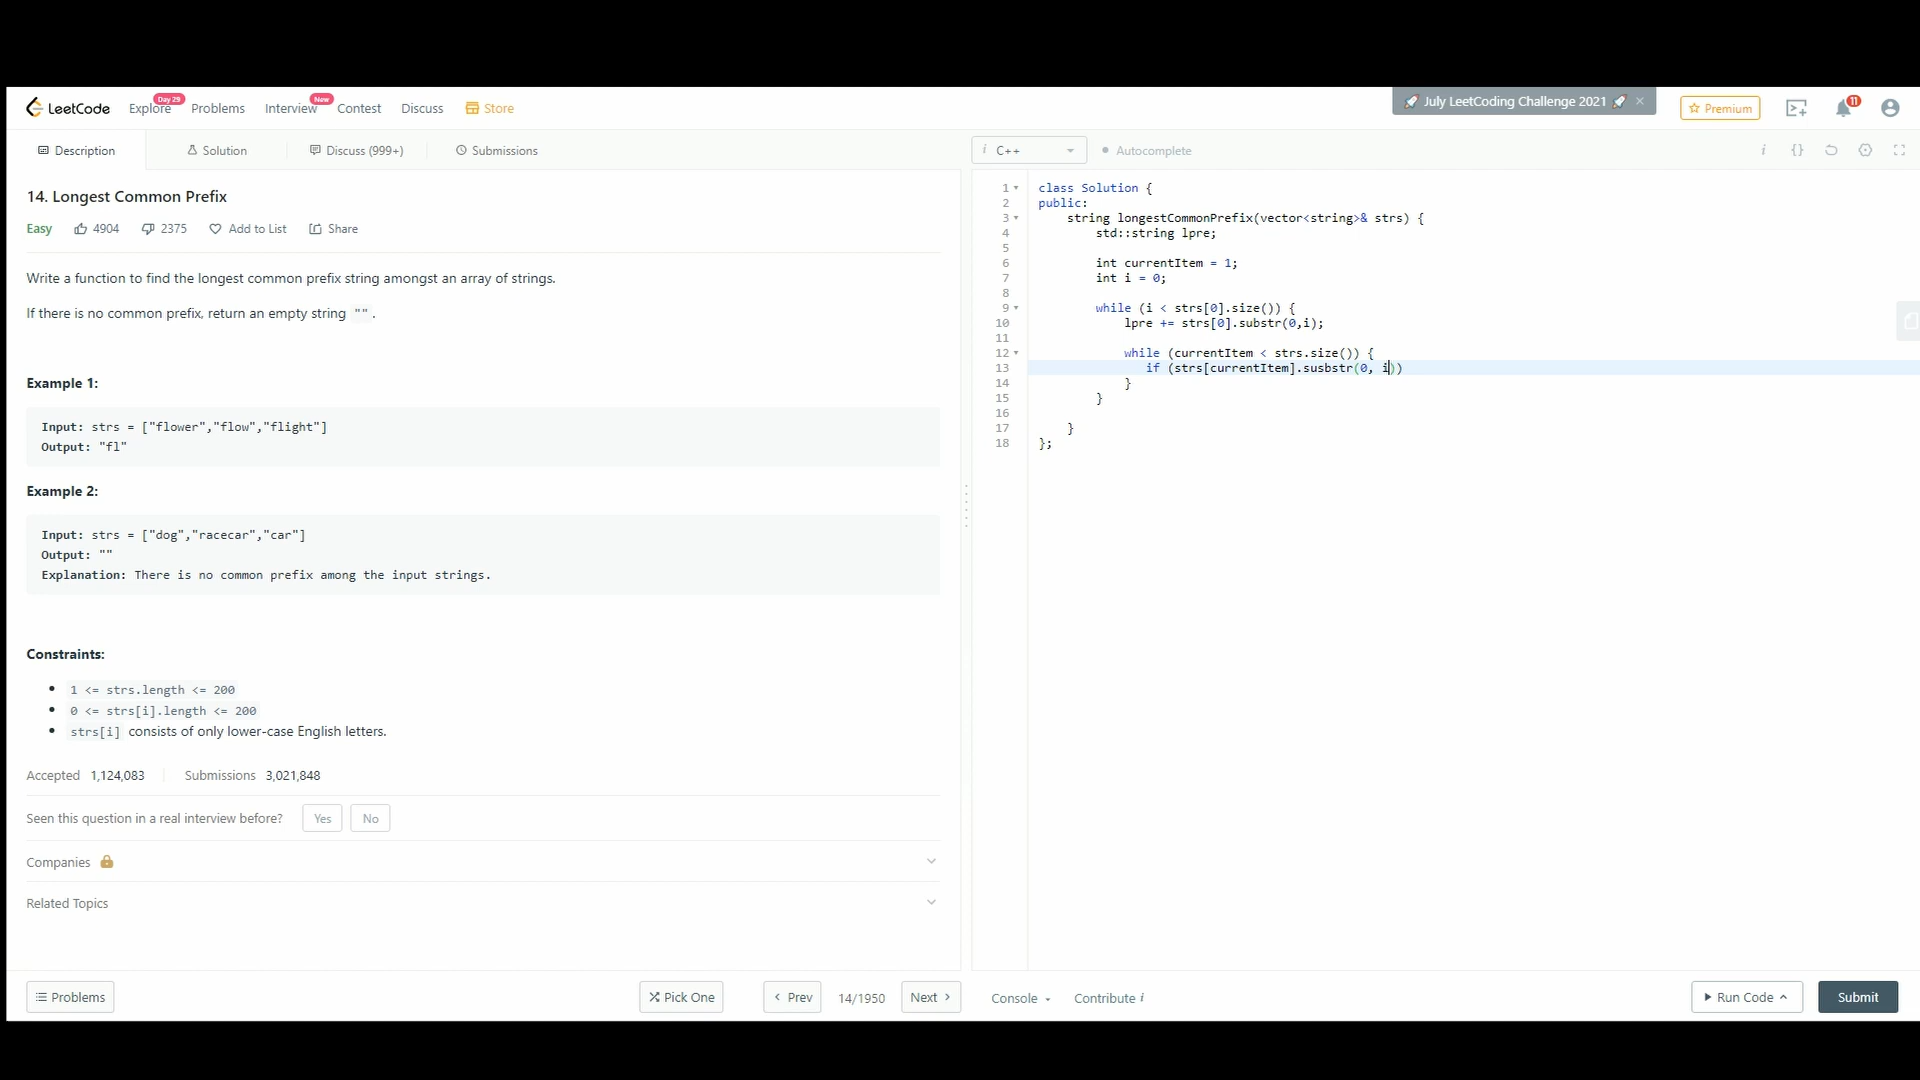 LeetCode
Explore
Day 29
Problems
Interview
New
Contest
Discuss
Store
🚀 July LeetCoding Challenge 2021 🚀 ×
Premium
11
Description
Solution
Discuss (999+)
Submissions
i C++
Autocomplete
i {}
14. Longest Common Prefix
Easy
4904
2375
Add to List
Share
Write a function to find the longest common prefix string amongst an array of strings.
If there is no common prefix, return an empty string "".
Example 1:
Input: strs = ["flower","flow","flight"]
Output: "fl"
Example 2:
Input: strs = ["dog","racecar","car"]
Output: ""
Explanation: There is no common prefix among the input strings.
Constraints:
1 <= strs.length <= 200
0 <= strs[i].length <= 200
strs[i] consists of only lower-case English letters.
Accepted 1,124,083
Submissions 3,021,848
Seen this question in a real interview before?
Yes
No
Companies
Related Topics
1 class Solution {
2 public:
3 string longestCommonPrefix(vector<string>& strs) {
4 std::string lpre;
5
6 int currentItem = 1;
7 int i = 0;
8
9 while (i < strs[0].size()) {
10 lpre += strs[0].substr(0,i);
11
12 while (currentItem < strs.size()) {
13 if (strs[currentItem].susbstr(0, i))
14 }
15 }
16
17 }
18 };
Problems
Pick One
< Prev
14/1950
Next >
Console
Contribute i
Run Code
Submit